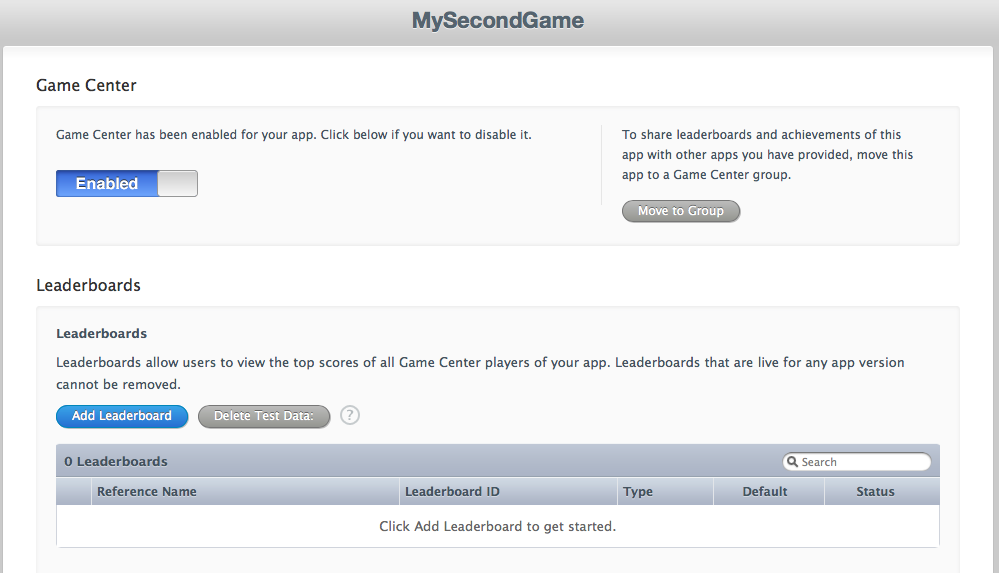 MySecondGame
Game Center
Game Center has been enabled for your app. Click below if you want to disable it.
Enabled
To share leaderboards and achievements of this
app with other apps you have provided, move this
app to a Game Center group.
Move to Group
Leaderboards
Leaderboards
Leaderboards allow users to view the top scores of all Game Center players of your app. Leaderboards that are live for any app version
cannot be removed.
Add Leaderboard Delete Test Data: ?
0 Leaderboards Search
Reference Name Leaderboard ID Type Default Status
Click Add Leaderboard to get started.